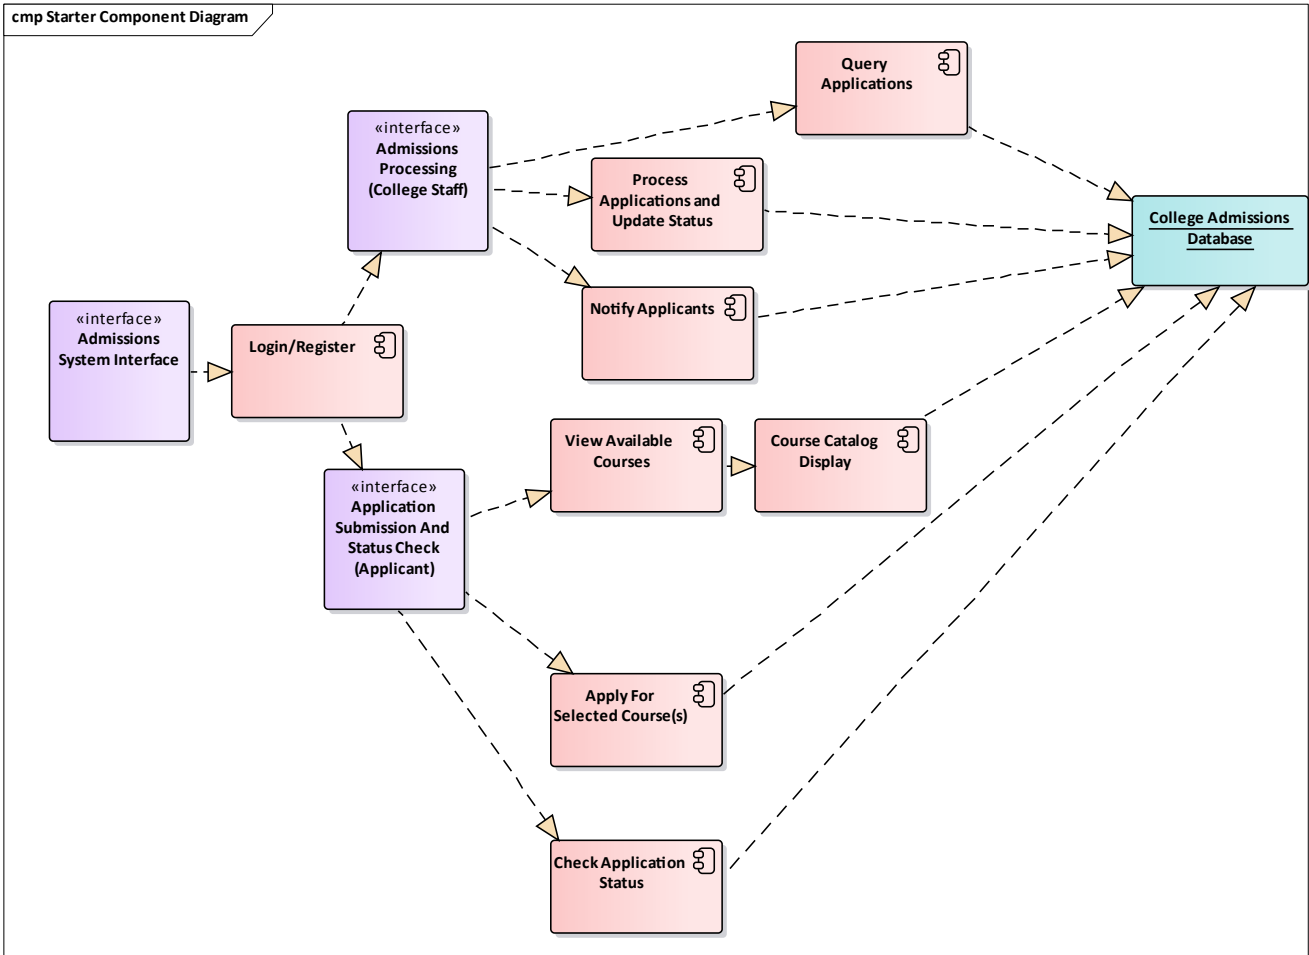 cmp Starter Component Diagram
Query
Applications
«interface»
Admissions
Processing
(College Staff)
Process
Applications and
Update Status
College Admissions
Database
Notify Applicants
«interface»
Admissions
System Interface
Login/Register
View Available
Courses
Course Catalog
Display
«interface»
Application
Submission And
Status Check
(Applicant)
Apply For
Selected Course(s)
Check Application
Status